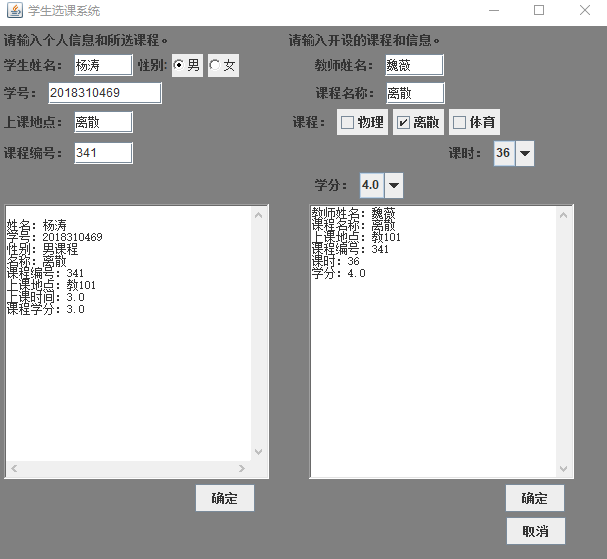 学生选课系统
请输入个人信息和所选课程。
学生姓名： 杨涛 性别: 男 女
学号： 2018310469
上课地点： 离散
课程编号： 341
姓名：杨涛
学号：2018310469
性别：男课程
名称：离散
课程编号：341
上课地点：教101
上课时间：3.0
课程学分：3.0
确定
请输入开设的课程和信息。
教师姓名： 魏薇
课程名称： 离散
课程： 物理 离散 体育
课时： 36
学分： 4.0
教师姓名：魏薇
课程名称：离散
上课地点：教101
课程编号：341
课时：36
学分：4.0
确定
取消